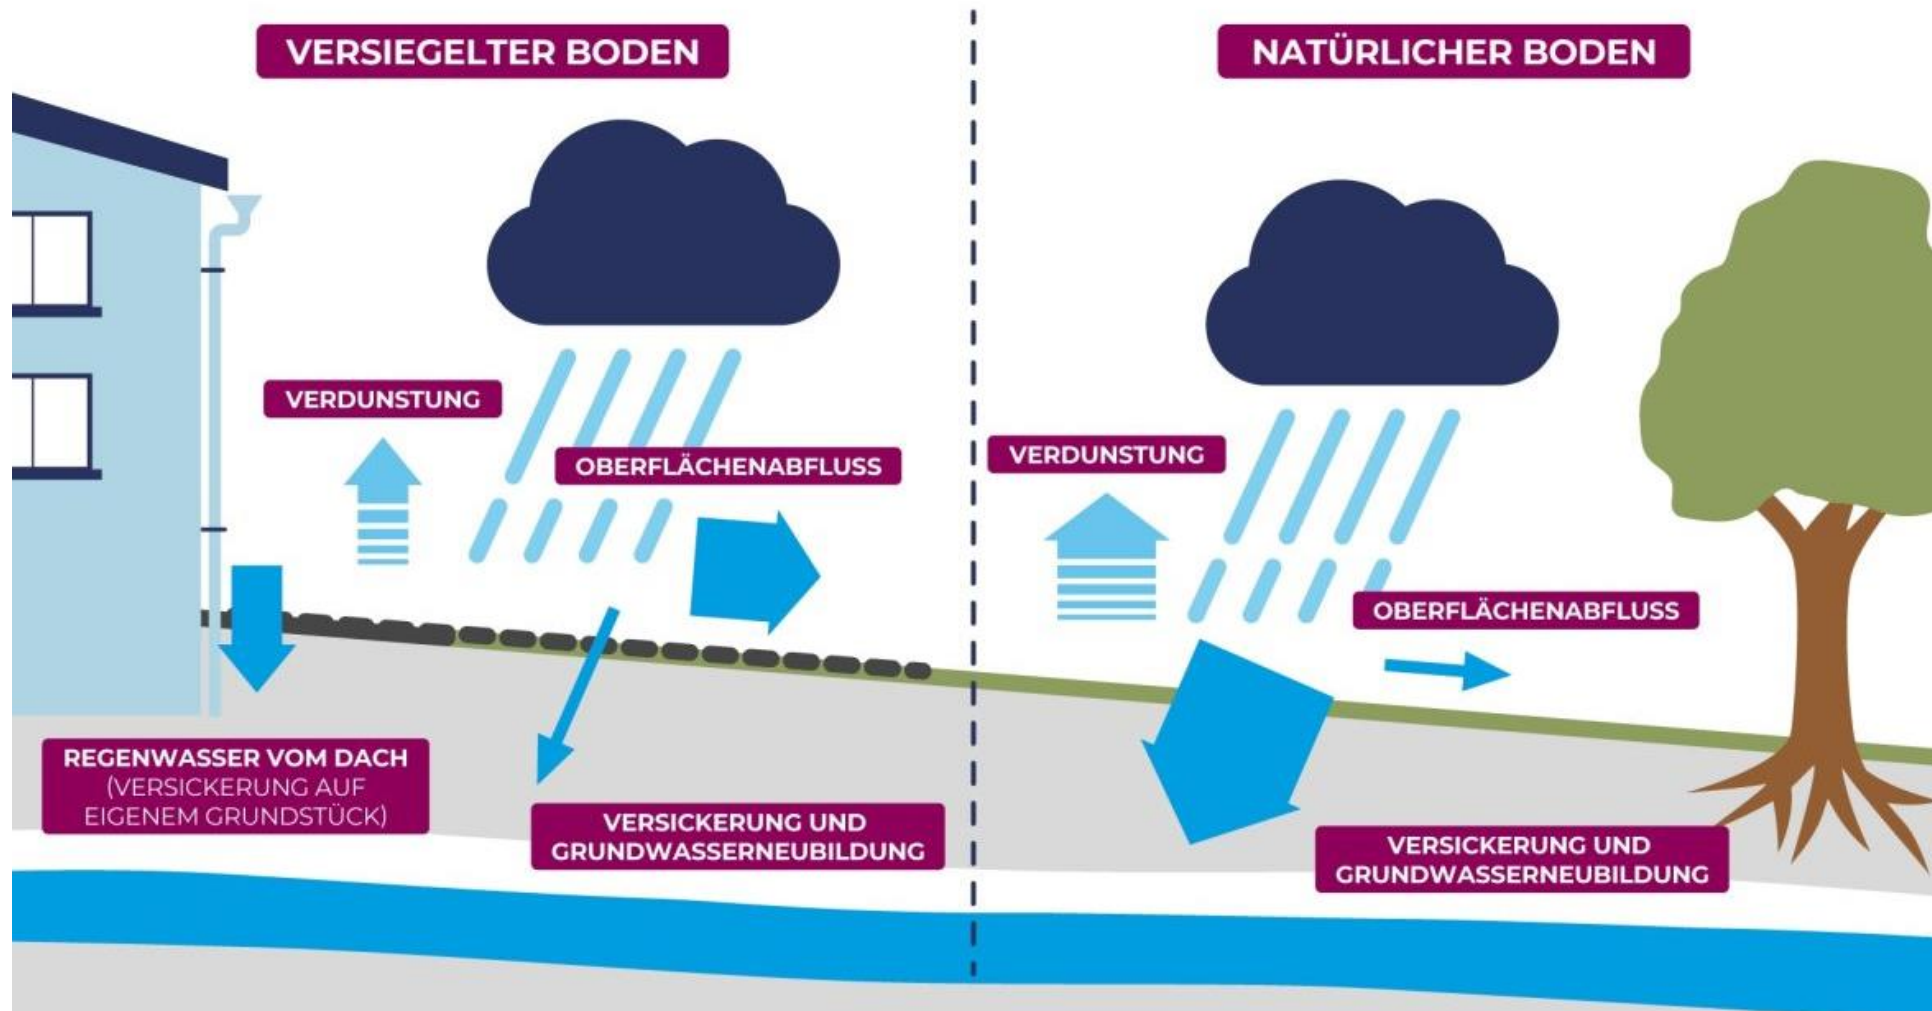 VERSIEGELTER BODEN
VERDUNSTUNG
OBERFLÄCHENABFLUSS
REGENWASSER VOM DACH
(VERSICKERUNG AUF
EIGENEM GRUNDSTÜCK)
VERSICKERUNG UND
GRUNDWASSERNEUBILDUNG
NATÜRLICHER BODEN
VERDUNSTUNG
OBERFLÄCHENABFLUSS
VERSICKERUNG UND
GRUNDWASSERNEUBILDUNG